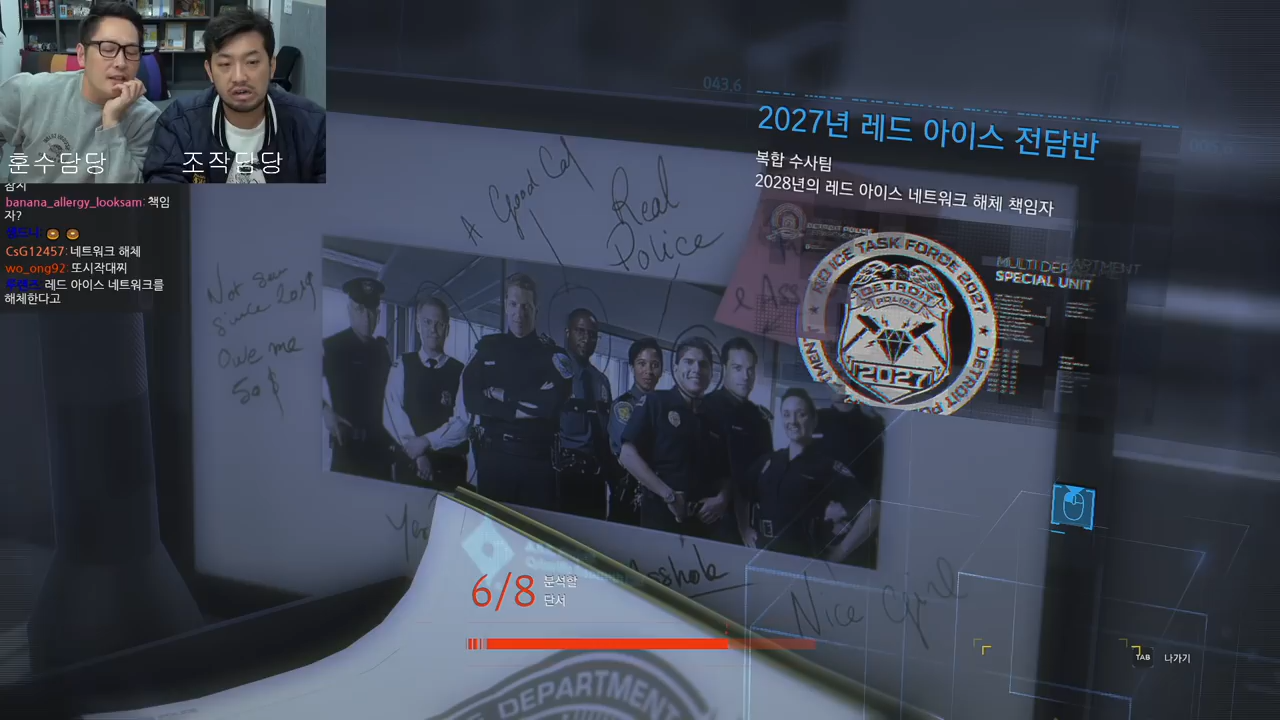 훈수담당
조작담당
banana_allergy_looksam: 책임
자?
CsG12457: 네트워크 해체
wo_ong92: 또시작대찌
레드 아이스 네트워크를
해체한다고
043.6
2027년 레드 아이스 전담반
복합 수사팀
2028년의 레드 아이스 네트워크 해체 책임자
A Good Cop
Real
Police
Not seen
since 2019
Owe me
50 $
RED ICE TASK FORCE 2027
DETROIT
POLICE
2027
MULTI DEPARTMENT
SPECIAL UNIT
6/8 분석할
단서
Asshole
Nice Girl
TAB 나가기
DEPARTMENT